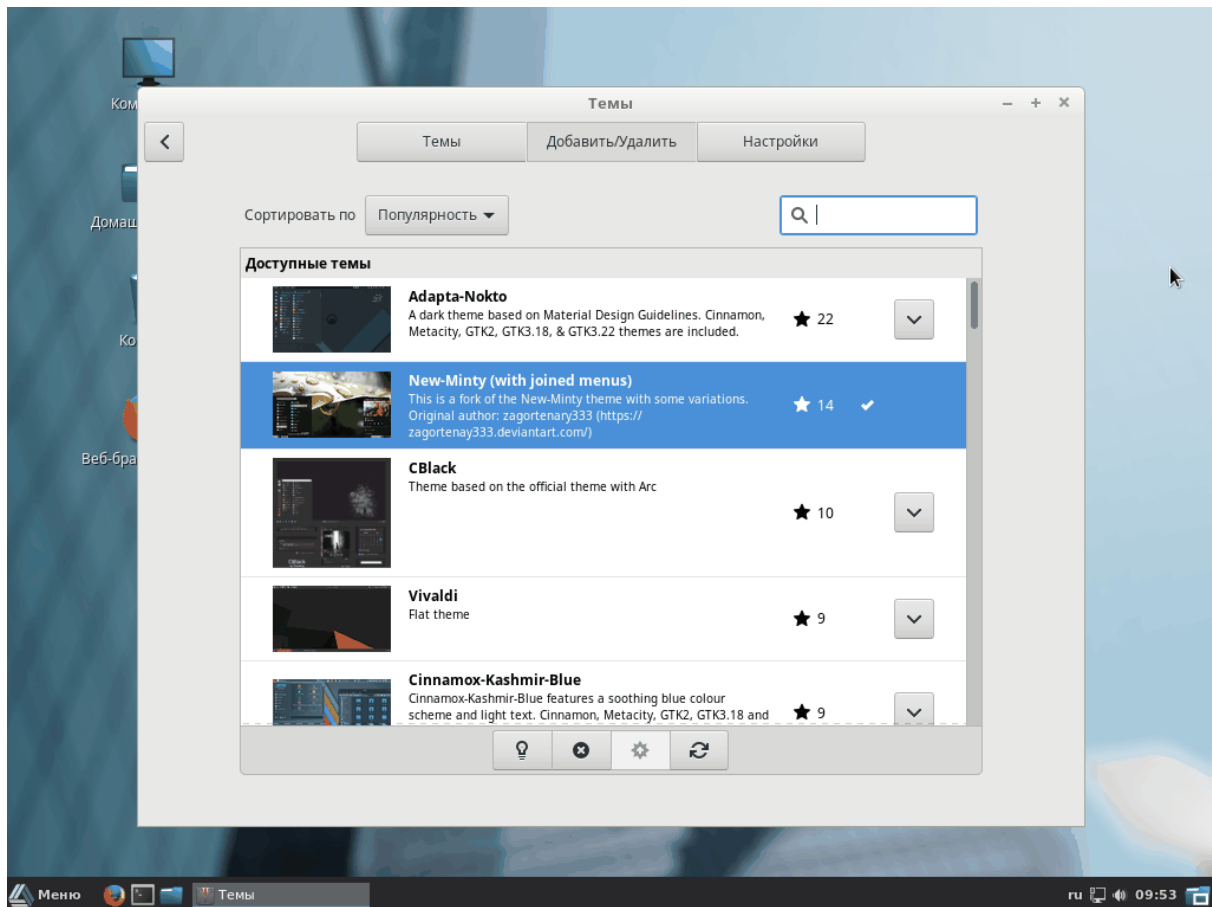 Темы
Темы
Добавить/Удалить
Настройки
Сортировать по
Популярность
Доступные темы
Adapta-Nokto
A dark theme based on Material Design Guidelines. Cinnamon,
Metacity, GTK2, GTK3.18, & GTK3.22 themes are included.
22
New-Minty (with joined menus)
This is a fork of the New-Minty theme with some variations.
Original author: zagortenary333 (https://
zagortenay333.deviantart.com/)
14
CBlack
Theme based on the official theme with Arc
10
Vivaldi
Flat theme
9
Cinnamox-Kashmir-Blue
Cinnamox-Kashmir-Blue features a soothing blue colour
scheme and light text. Cinnamon, Metacity, GTK2, GTK3.18 and
9
Ком
Домаш
Ко
Веб-бра
Меню
Темы
ru
09:53